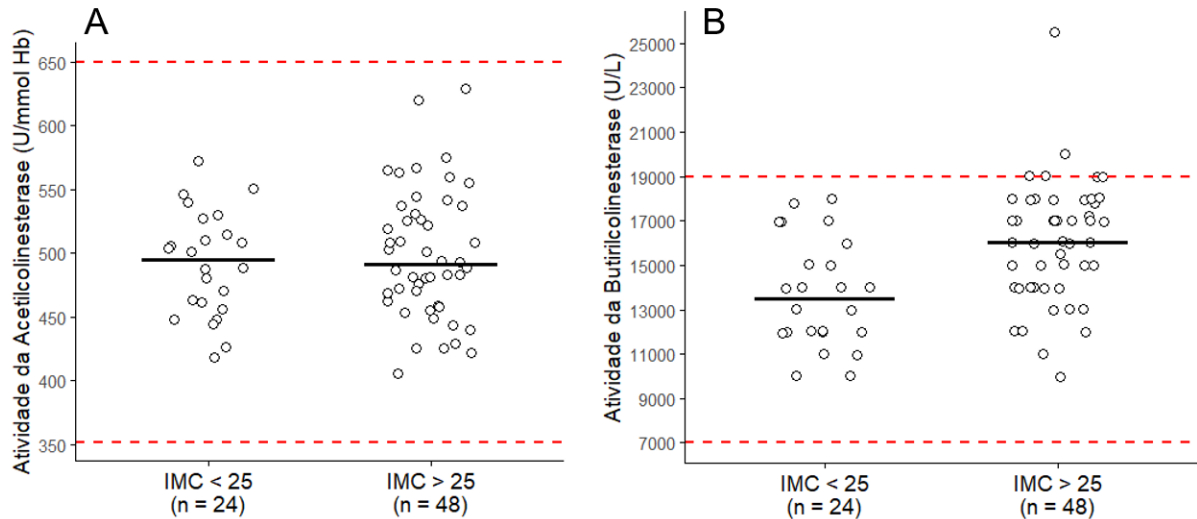 A
Atividade da Acetilcolinesterase (U/mmol Hb)
650
600
550
500
450
400
350
IMC < 25
(n = 24)
IMC > 25
(n = 48)
B
Atividade da Butirilcolinesterase (U/L)
25000
23000
21000
19000
17000
15000
13000
11000
9000
7000
IMC < 25
(n = 24)
IMC > 25
(n = 48)